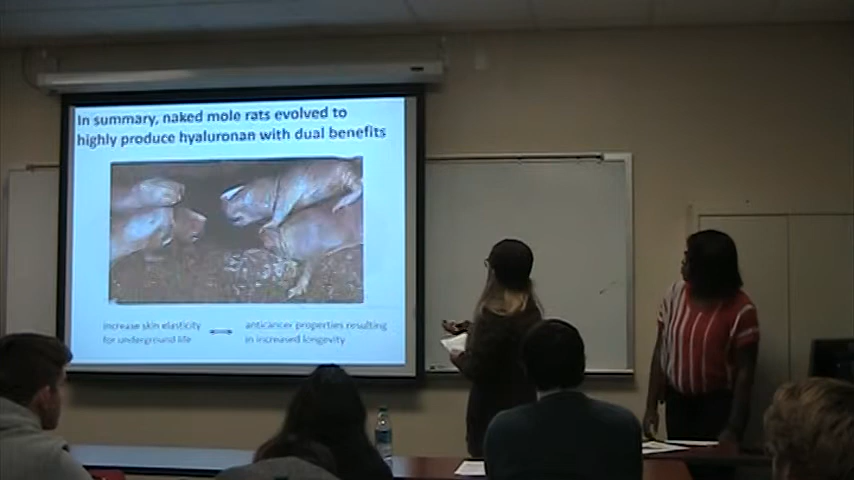 In summary, naked mole rats evolved to
highly produce hyaluronan with dual benefits
increase skin elasticity
for underground life
anticancer properties resulting
in increased longevity